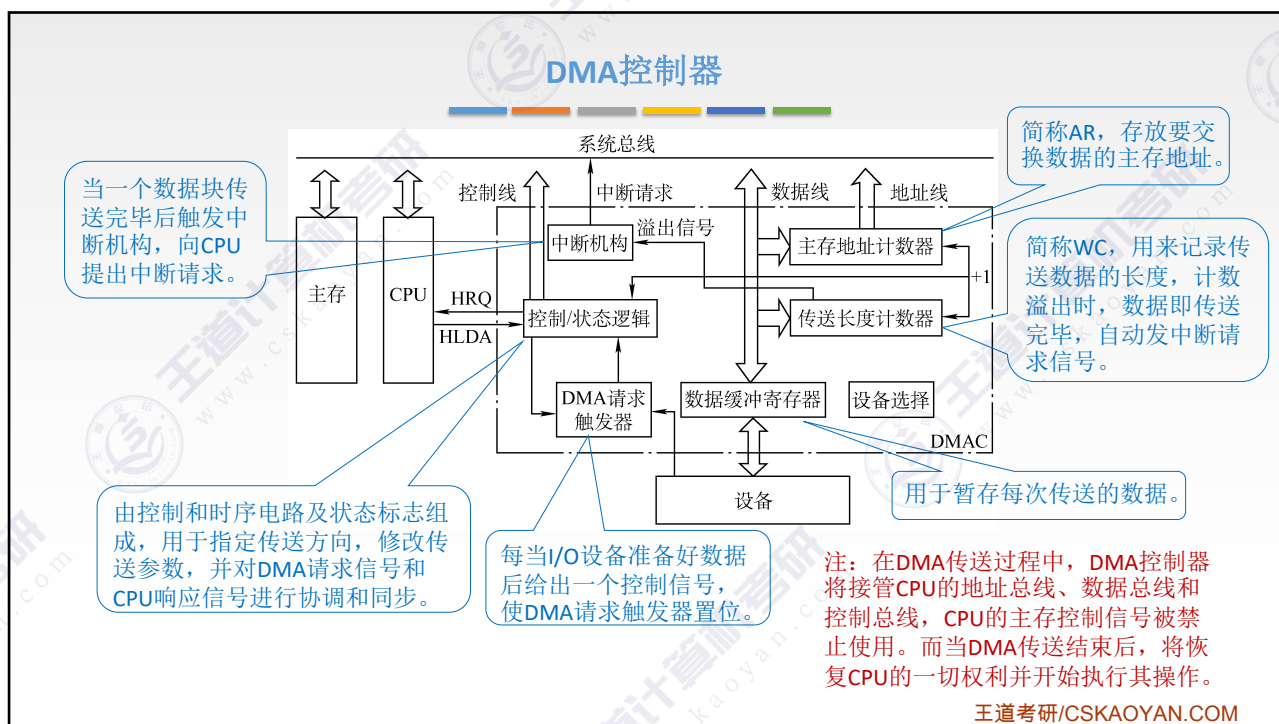 DMA控制器
简称AR，存放要交
换数据的主存地址。
系统总线
当一个数据块传
送完毕后触发中
断机构，向CPU
提出中断请求。
控制线
中断请求
数据线
地址线
溢出信号
中断机构
主存地址计数器
简称WC，用来记录传
送数据的长度，计数
溢出时，数据即传送
完毕，自动发中断请
求信号。
+1
主存
CPU
HRQ
HLDA
控制/状态逻辑
传送长度计数器
DMA请求
触发器
数据缓冲寄存器
设备选择
DMAC
设备
用于暂存每次传送的数据。
由控制和时序电路及状态标志组
成，用于指定传送方向，修改传
送参数，并对DMA请求信号和
CPU响应信号进行协调和同步。
每当I/O设备准备好数据
后给出一个控制信号，
使DMA请求触发器置位。
注：在DMA传送过程中，DMA控制器
将接管CPU的地址总线、数据总线和
控制总线，CPU的主存控制信号被禁
止使用。而当DMA传送结束后，将恢
复CPU的一切权利并开始执行其操作。
王道考研/CSKAOYAN.COM
王道计算机考研
www.cskaoyan.com